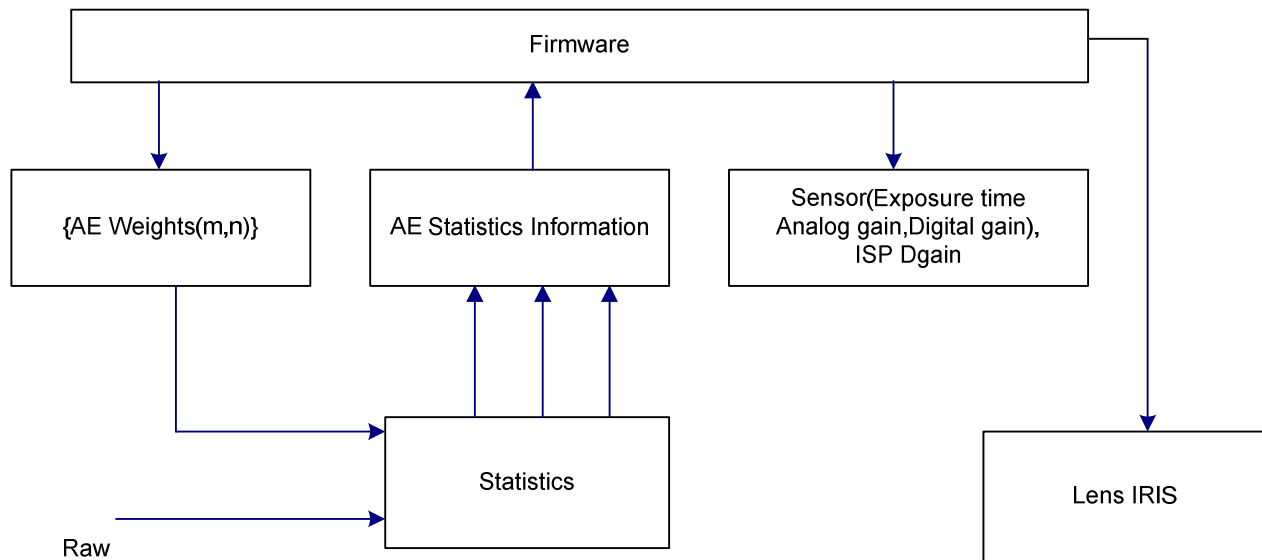 Firmware
{AE Weights(m,n)}
AE Statistics Information
Sensor(Exposure time
Analog gain,Digital gain),
ISP Dgain
Statistics
Lens IRIS
Raw